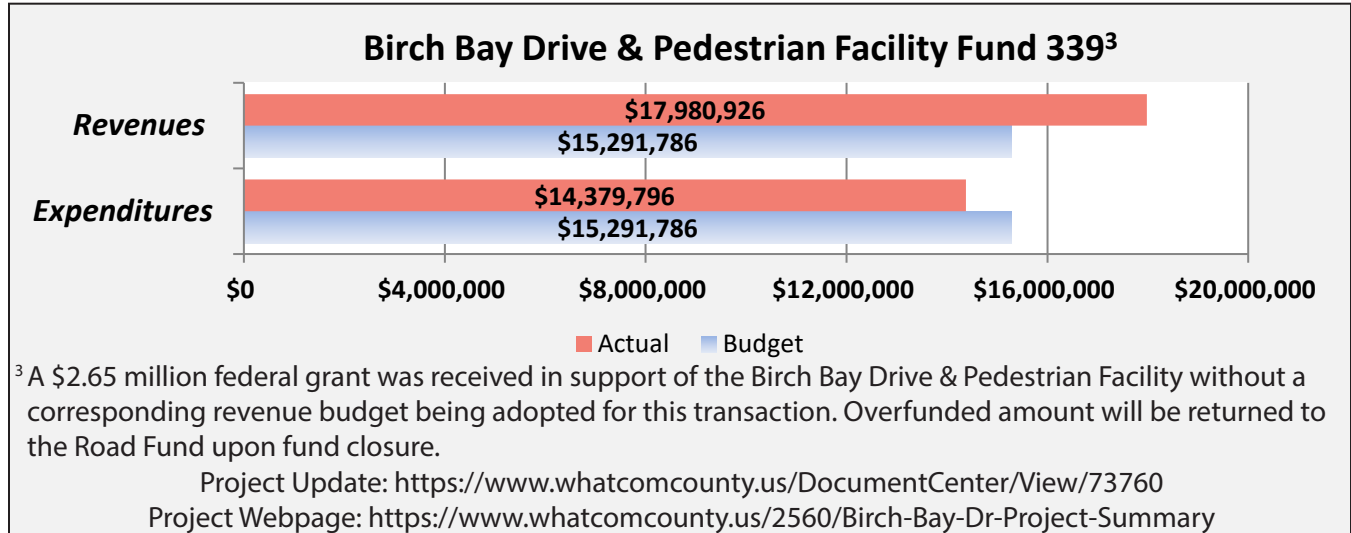 Birch Bay Drive & Pedestrian Facility Fund 339³
Revenues
$17,980,926
$15,291,786
Expenditures
$14,379,796
$15,291,786
$0 $4,000,000 $8,000,000 $12,000,000 $16,000,000 $20,000,000
Actual Budget
³ A $2.65 million federal grant was received in support of the Birch Bay Drive & Pedestrian Facility without a
corresponding revenue budget being adopted for this transaction. Overfunded amount will be returned to
the Road Fund upon fund closure.
Project Update: https://www.whatcomcounty.us/DocumentCenter/View/73760
Project Webpage: https://www.whatcomcounty.us/2560/Birch-Bay-Dr-Project-Summary